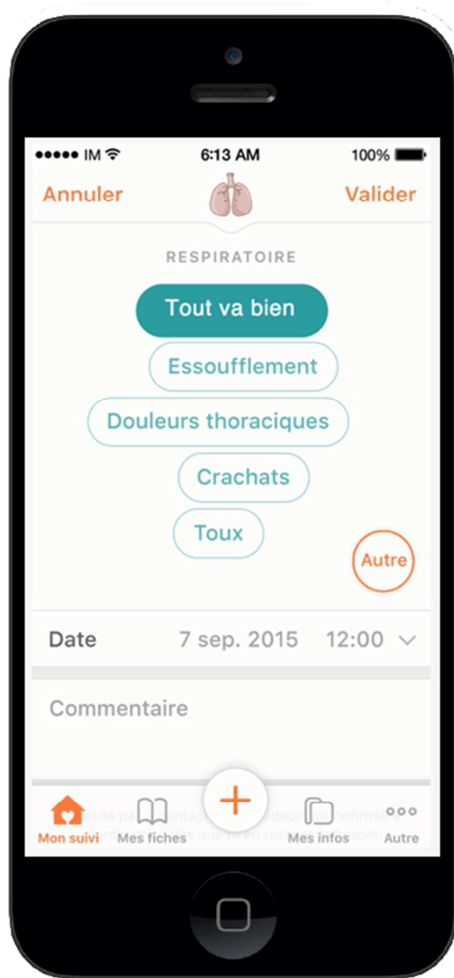 IM 6:13 AM 100%
Annuler Valider
RESPIRATOIRE
Tout va bien
Essoufflement
Douleurs thoraciques
Crachats
Toux
Autre
Date 7 sep. 2015 12:00
Commentaire
+
Mon suivi Mes fiches Mes infos Autre